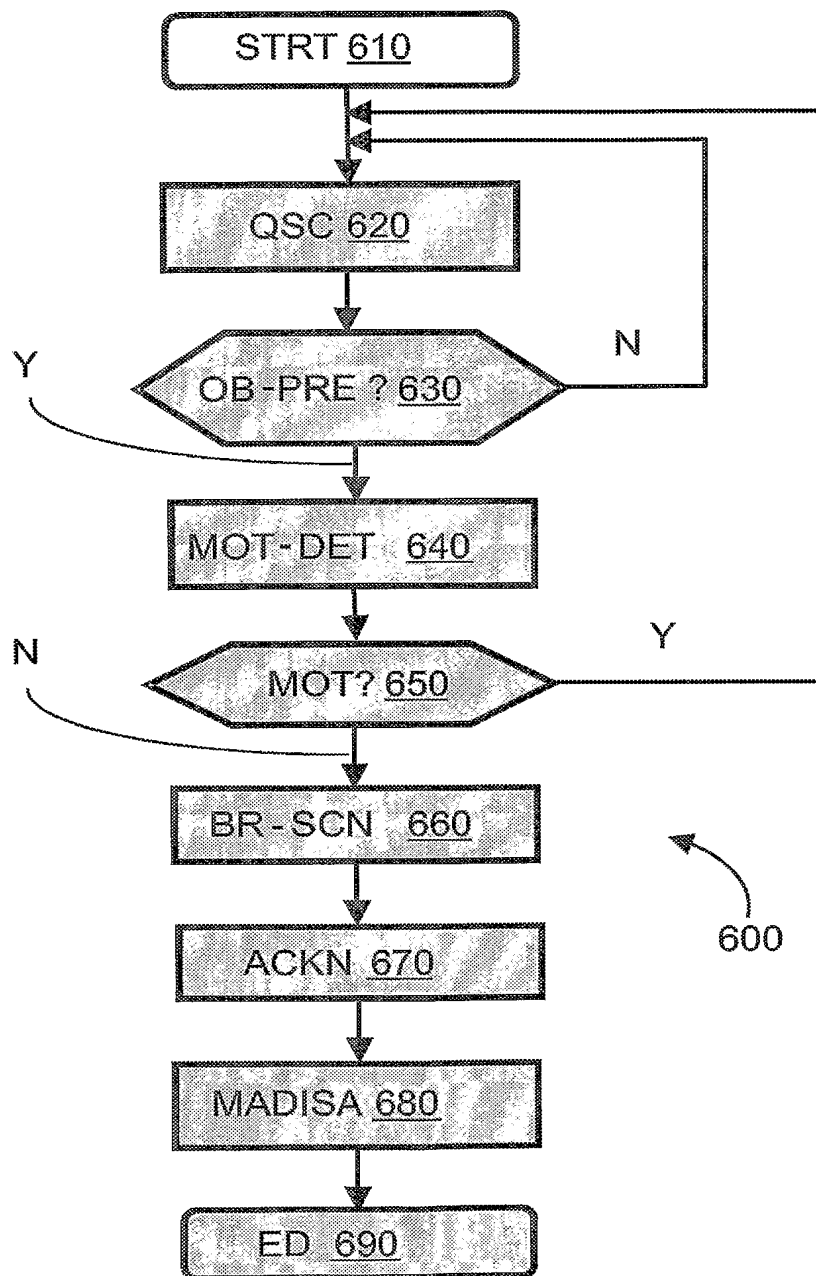 STRT 610
QSC 620
OB-PRE ? 630
N
Y
MOT-DET 640
MOT? 650
Y
N
BR-SCN 660
ACKN 670
600
MADISA 680
ED 690